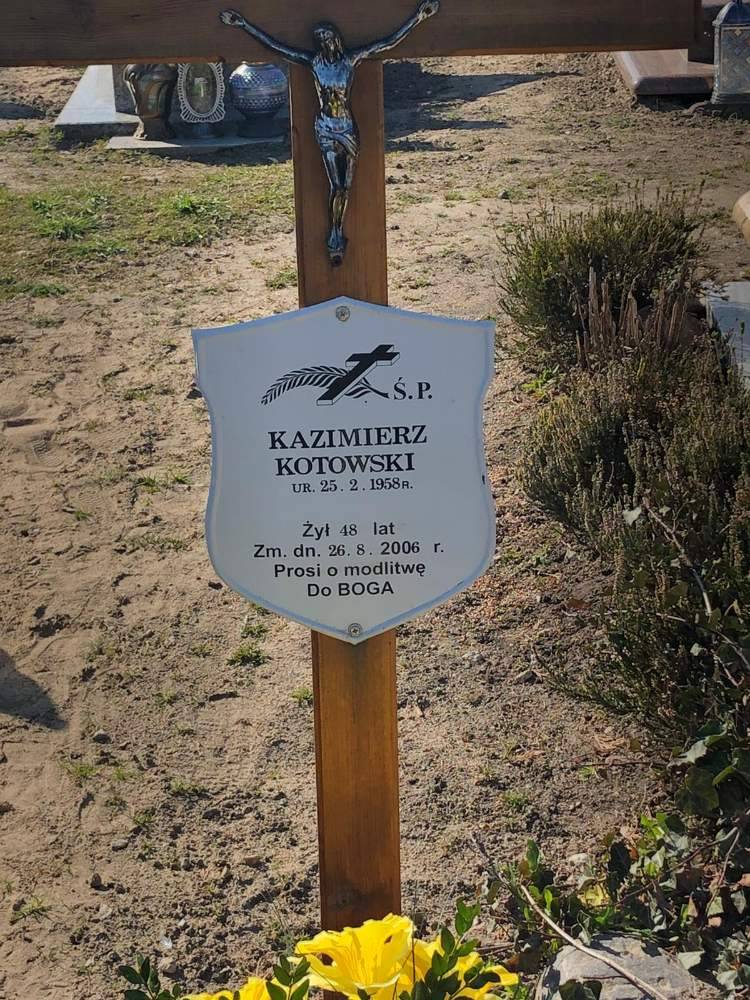 Ś.P.
KAZIMIERZ
KOTOWSKI
UR. 25.2.1958R.
Żył 48 lat
Zm. dn. 26.8.2006 r.
Prosi o modlitwę
Do BOGA